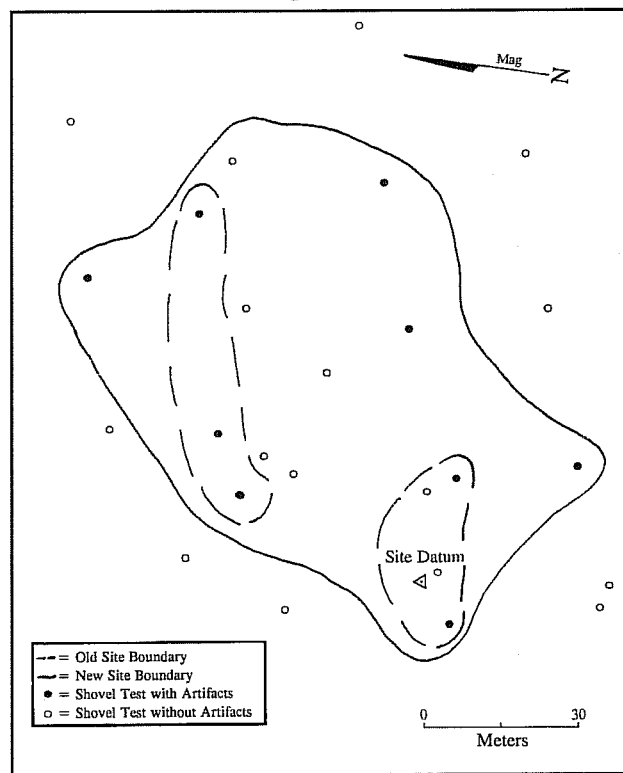 Mag
N
Site Datum
= Old Site Boundary
= New Site Boundary
= Shovel Test with Artifacts
= Shovel Test without Artifacts
0 30
Meters